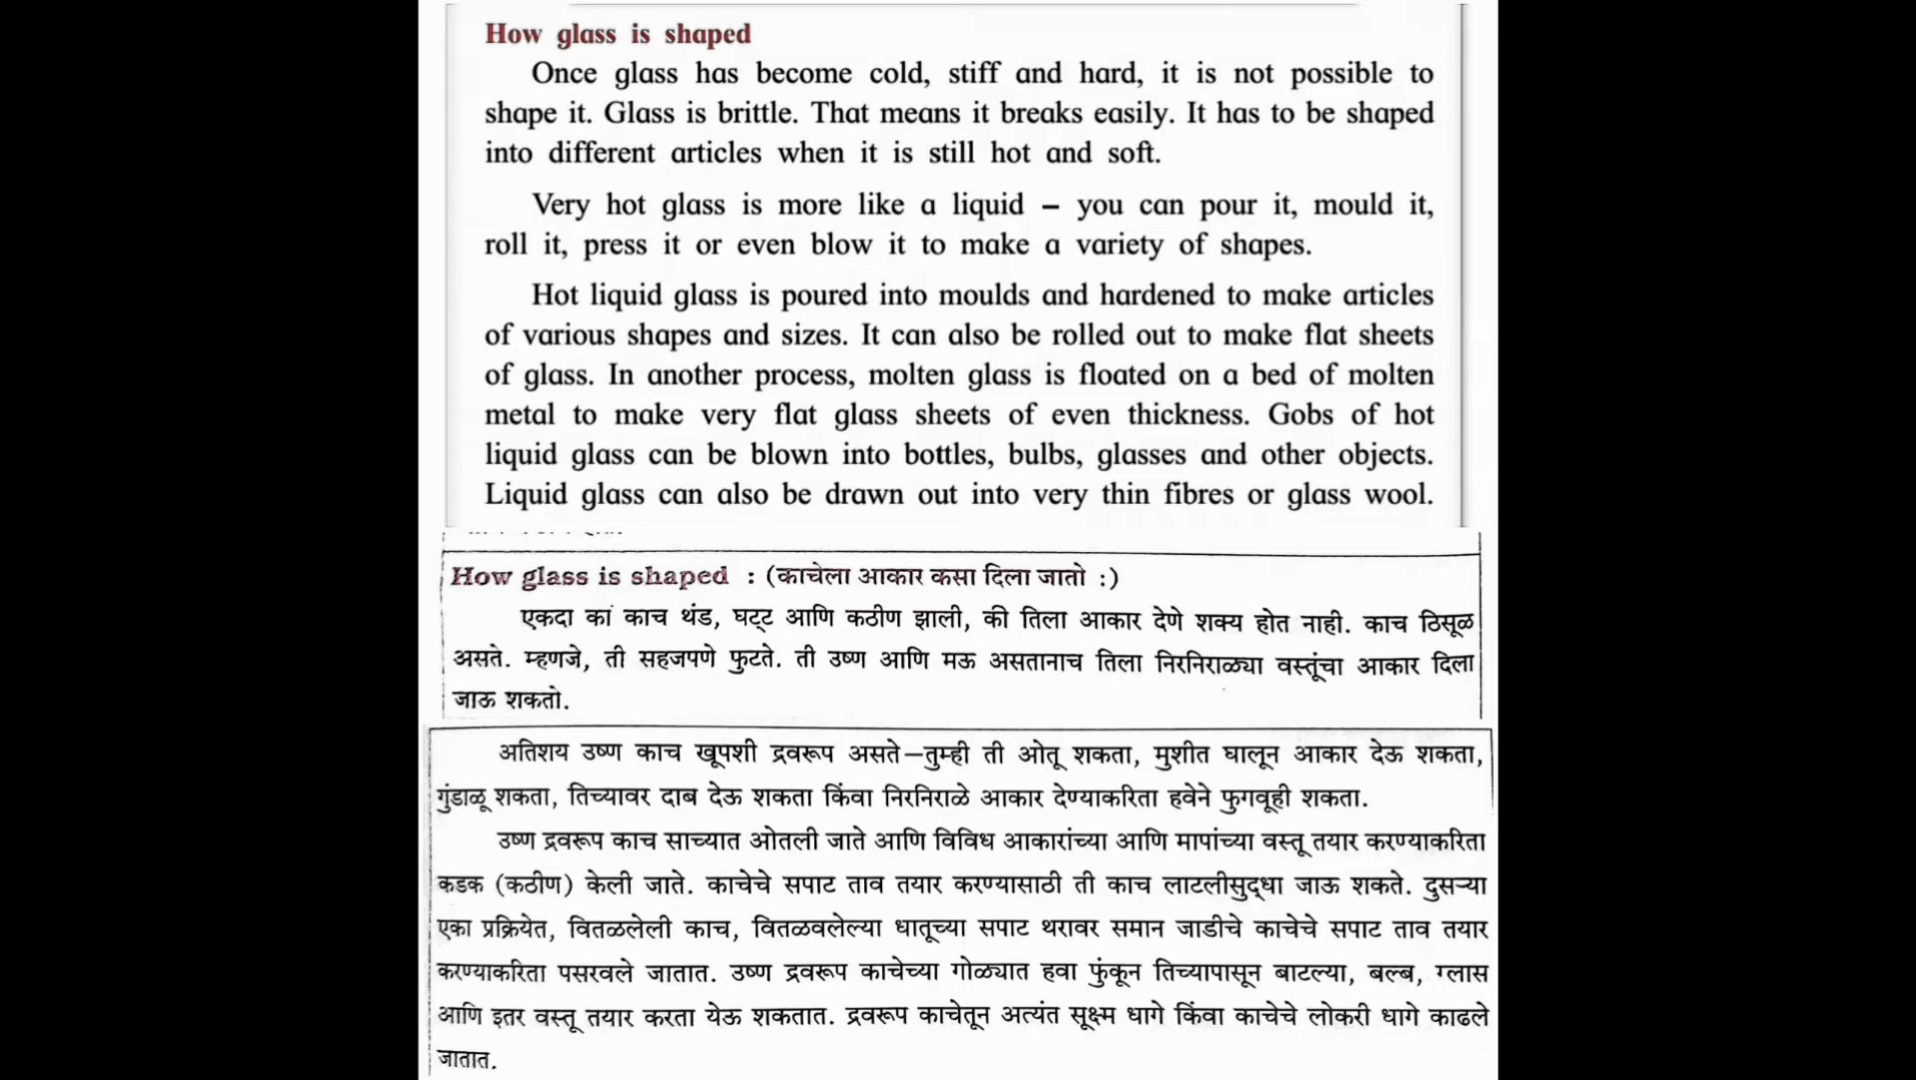 How glass is shaped
Once glass has become cold, stiff and hard, it is not possible to
shape it. Glass is brittle. That means it breaks easily. It has to be shaped
into different articles when it is still hot and soft.
Very hot glass is more like a liquid – you can pour it, mould it,
roll it, press it or even blow it to make a variety of shapes.
Hot liquid glass is poured into moulds and hardened to make articles
of various shapes and sizes. It can also be rolled out to make flat sheets
of glass. In another process, molten glass is floated on a bed of molten
metal to make very flat glass sheets of even thickness. Gobs of hot
liquid glass can be blown into bottles, bulbs, glasses and other objects.
Liquid glass can also be drawn out into very thin fibres or glass wool.
How glass is shaped : (काचेला आकार कसा दिला जातो :)
एकदा कां काच थंड, घट्ट आणि कठीण झाली, की तिला आकार देणे शक्य होत नाही. काच ठिसूळ
असते. म्हणजे, ती सहजपणे फुटते. ती उष्ण आणि मऊ असतानाच तिला निरनिराळ्या वस्तूंचा आकार दिला
जाऊ शकतो.
अतिशय उष्ण काच खूपशी द्रवरूप असते–तुम्ही ती ओतू शकता, मुशीत घालून आकार देऊ शकता,
गुंडाळू शकता, तिच्यावर दाब देऊ शकता किंवा निरनिराळे आकार देण्याकरिता हवेने फुगवूही शकता.
उष्ण द्रवरूप काच साच्यात ओतली जाते आणि विविध आकारांच्या आणि मापांच्या वस्तू तयार करण्याकरिता
कडक (कठीण) केली जाते. काचेचे सपाट ताव तयार करण्यासाठी ती काच लाटलीसुद्धा जाऊ शकते. दुसऱ्या
एका प्रक्रियेत, वितळलेली काच, वितळवलेल्या धातूच्या सपाट थरावर समान जाडीचे काचेचे सपाट ताव तयार
करण्याकरिता पसरवले जातात. उष्ण द्रवरूप काचेच्या गोळ्यात हवा फुंकून तिच्यापासून बाटल्या, बल्ब, ग्लास
आणि इतर वस्तू तयार करता येऊ शकतात. द्रवरूप काचेतून अत्यंत सूक्ष्म धागे किंवा काचेचे लोकरी धागे काढले
जातात.